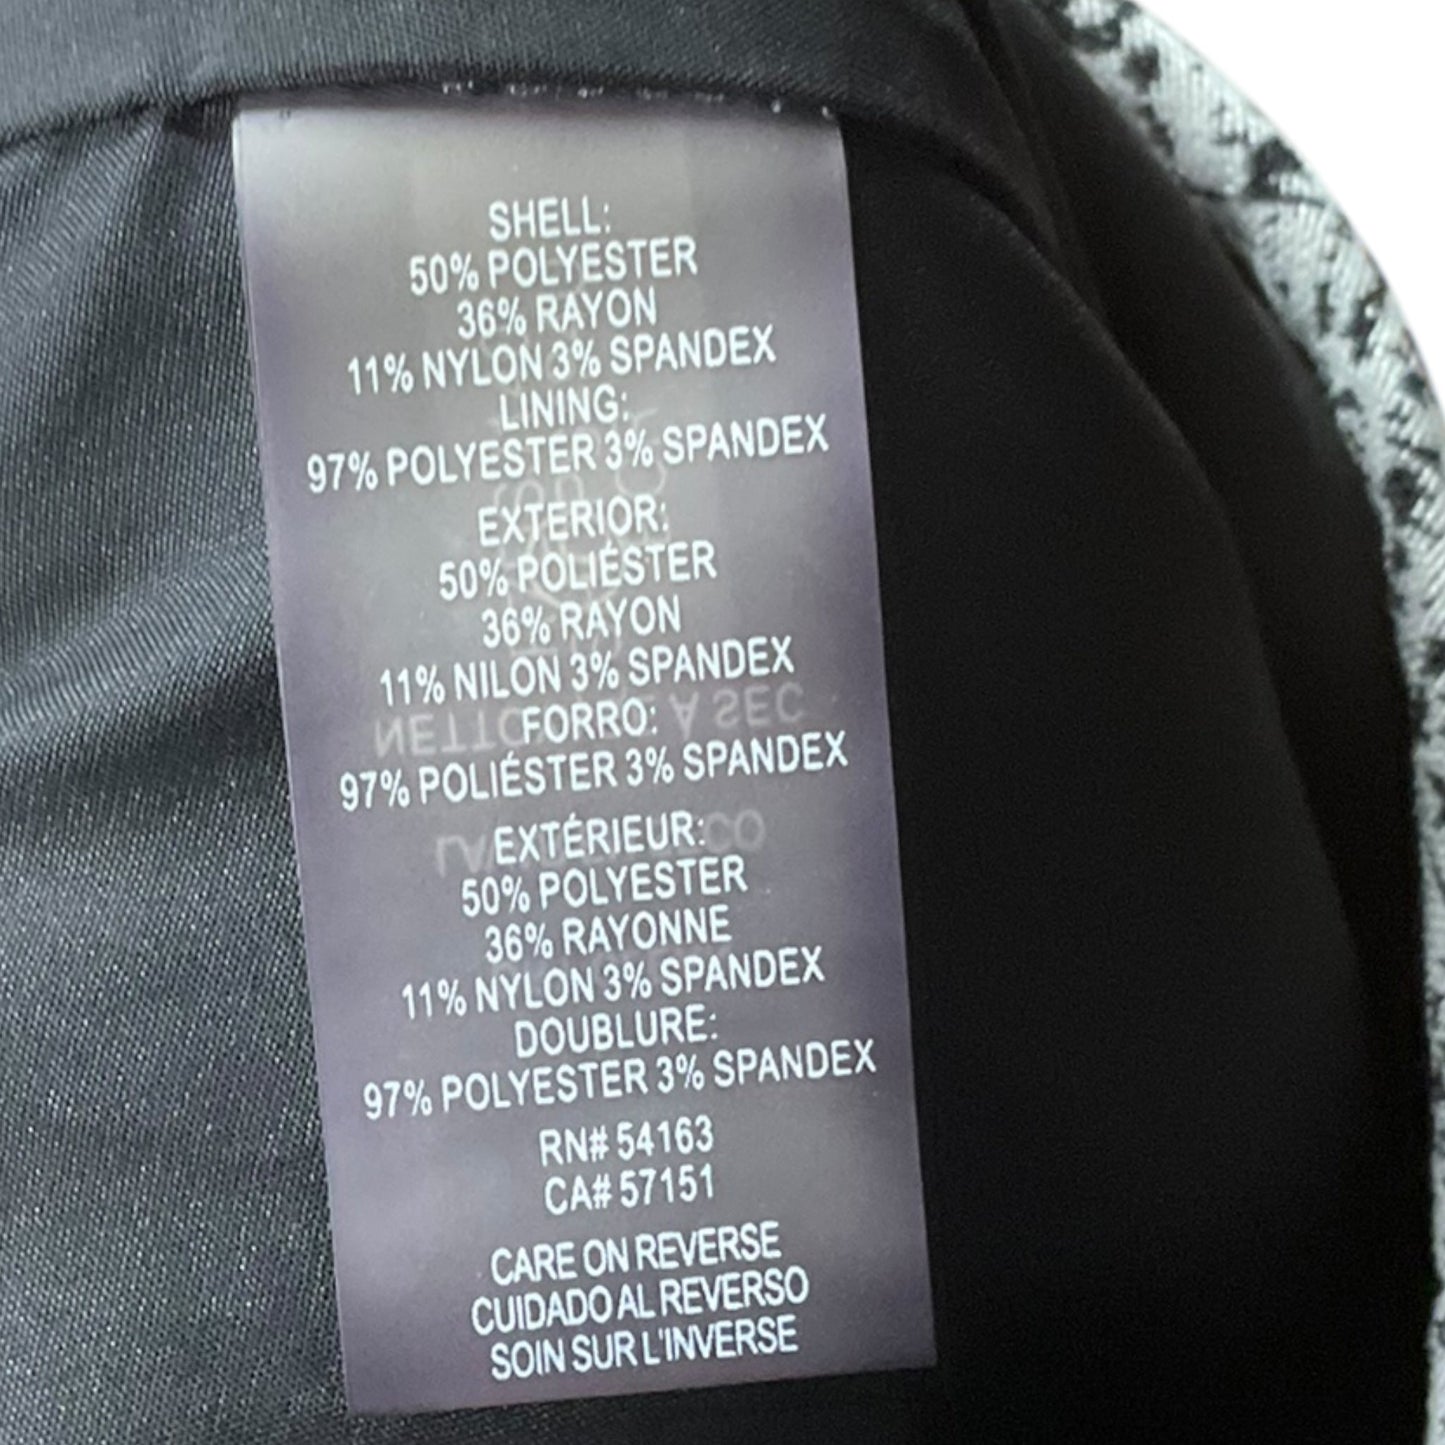 SHELL:
50% POLYESTER
36% RAYON
11% NYLON 3% SPANDEX
LINING:
97% POLYESTER 3% SPANDEX
EXTERIOR:
50% POLIÉSTER
36% RAYON
11% NILON 3% SPANDEX
FORRO:
97% POLIÉSTER 3% SPANDEX
EXTÉRIEUR:
50% POLYESTER
36% RAYONNE
11% NYLON 3% SPANDEX
DOUBLURE:
97% POLYESTER 3% SPANDEX
RN# 54163
CA# 57151
CARE ON REVERSE
CUIDADO AL REVERSO
SOIN SUR L'INVERSE